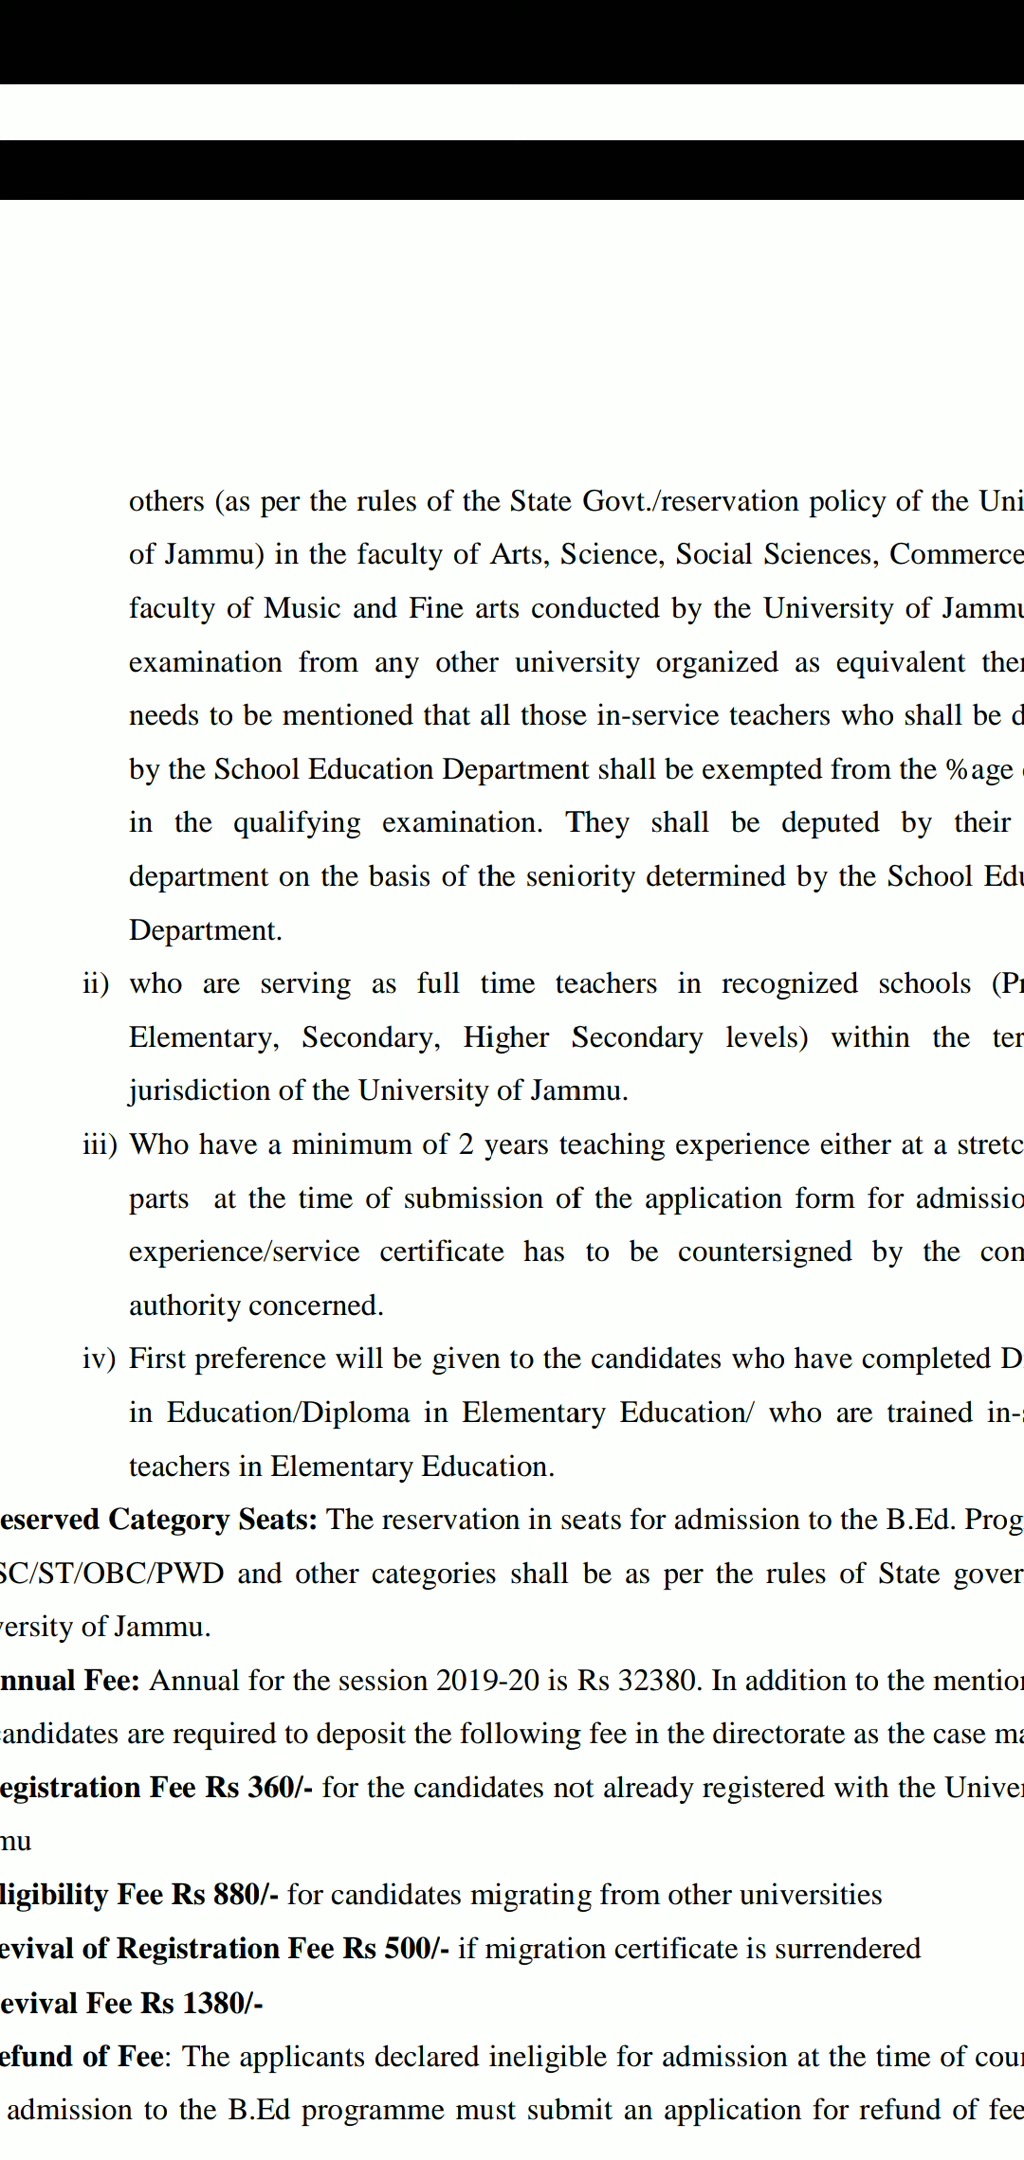 others (as per the rules of the State Govt./reservation policy of the Uni
of Jammu) in the faculty of Arts, Science, Social Sciences, Commerce
faculty of Music and Fine arts conducted by the University of Jammu
examination from any other university organized as equivalent ther
needs to be mentioned that all those in-service teachers who shall be d
by the School Education Department shall be exempted from the %age
in the qualifying examination. They shall be deputed by their
department on the basis of the seniority determined by the School Edu
Department.
ii) who are serving as full time teachers in recognized schools (Pr
Elementary, Secondary, Higher Secondary levels) within the ter
jurisdiction of the University of Jammu.
iii) Who have a minimum of 2 years teaching experience either at a stretc
parts at the time of submission of the application form for admissio
experience/service certificate has to be countersigned by the com
authority concerned.
iv) First preference will be given to the candidates who have completed D
in Education/Diploma in Elementary Education/ who are trained in-s
teachers in Elementary Education.
eserved Category Seats: The reservation in seats for admission to the B.Ed. Prog
SC/ST/OBC/PWD and other categories shall be as per the rules of State gover
versity of Jammu.
nnual Fee: Annual for the session 2019-20 is Rs 32380. In addition to the mention
candidates are required to deposit the following fee in the directorate as the case ma
egistration Fee Rs 360/- for the candidates not already registered with the Univer
mu
ligibility Fee Rs 880/- for candidates migrating from other universities
evival of Registration Fee Rs 500/- if migration certificate is surrendered
evival Fee Rs 1380/-
efund of Fee: The applicants declared ineligible for admission at the time of cour
admission to the B.Ed programme must submit an application for refund of fee